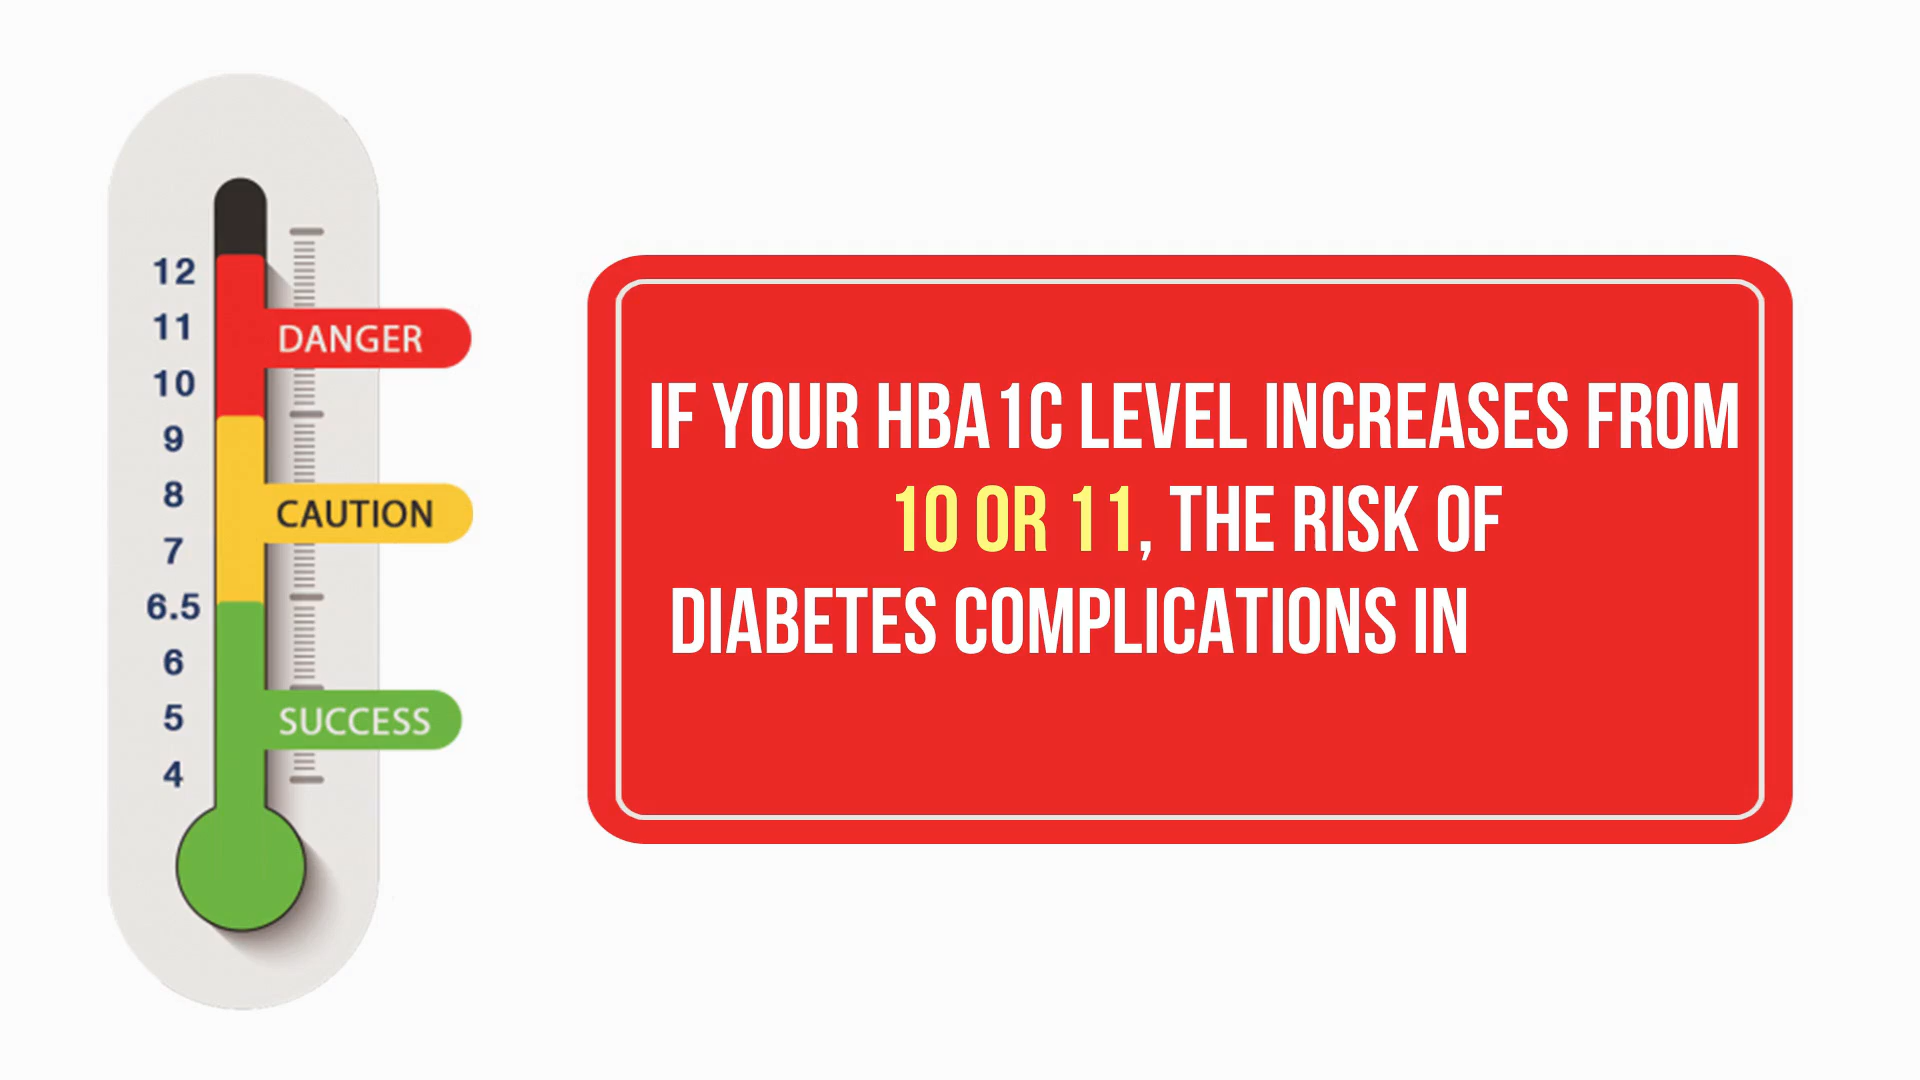 12
11
DANGER
10
9
8
CAUTION
7
6.5
6
5
SUCCESS
4
IF YOUR HBA1C LEVEL INCREASES FROM
10 OR 11, THE RISK OF
DIABETES COMPLICATIONS IN